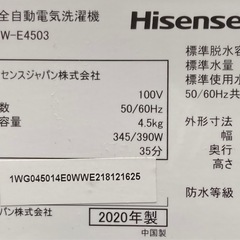 全自動電気洗濯機
Hisense
W-E4503
センスジャパン株式会社
100V
50/60Hz
4.5kg
345/390W
35分
標準脱水容
標準水量
標準使用水
50/60Hz共
外形寸法
幅
奥行
高さ
防水等級
1WG045014E0WWE218121625
パン株式会社
2020年製
中国製